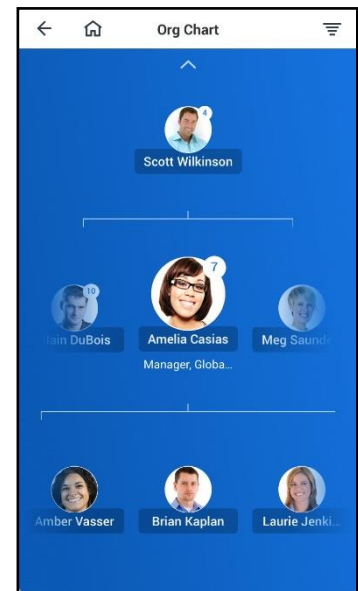 Org Chart
4
Scott Wilkinson
10
7
ain DuBois
Amelia Casias
Meg Saund
Manager, Globa...
Amber Vasser
Brian Kaplan
Laurie Jenki...